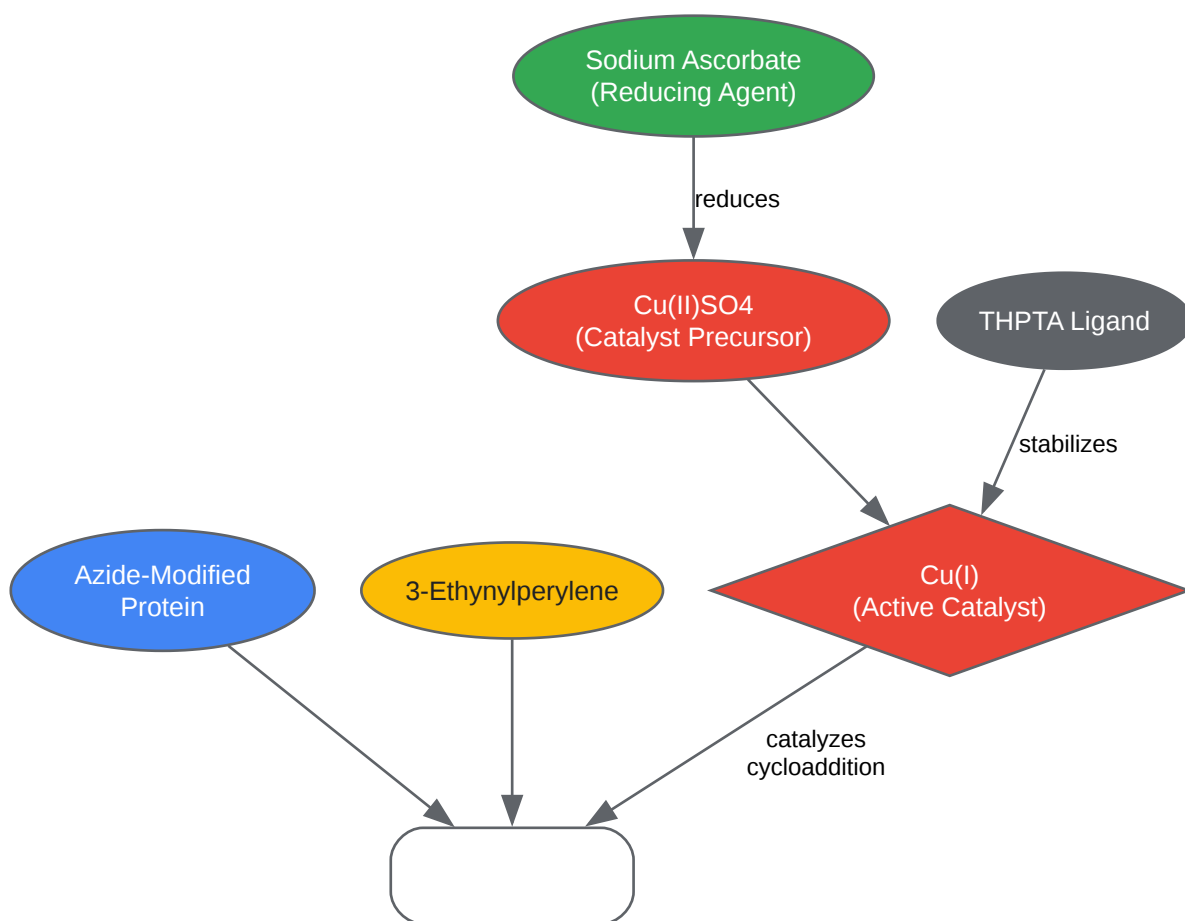 Sodium Ascorbate
(Reducing Agent)
reduces
Cu(II)SO4
(Catalyst Precursor)
THPTA Ligand
stabilizes
Azide-Modified
Protein
3-Ethynylperylene
Cu(I)
(Active Catalyst)
catalyzes
cycloaddition